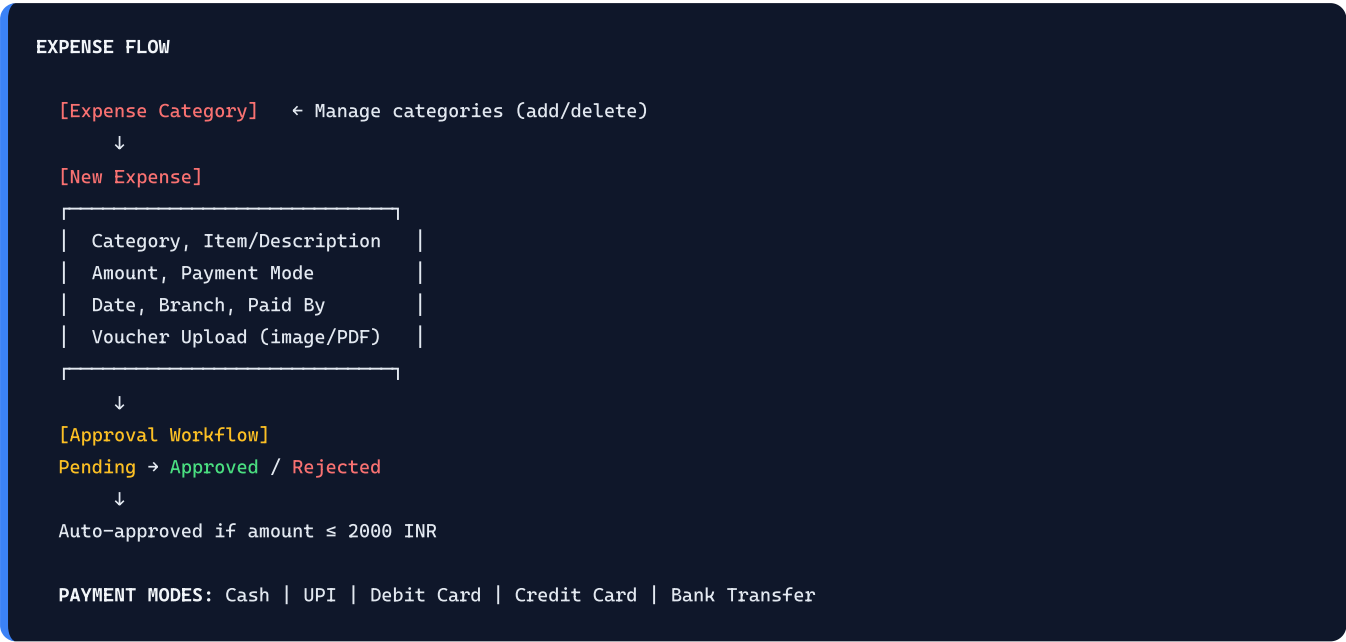 EXPENSE FLOW
[Expense Category]   ← Manage categories (add/delete)
↓
[New Expense]
┌─────────────────────────────┐
│  Category, Item/Description   │
│  Amount, Payment Mode         │
│  Date, Branch, Paid By        │
│  Voucher Upload (image/PDF)   │
┌─────────────────────────────┐
↓
[Approval Workflow]
Pending → Approved / Rejected
↓
Auto-approved if amount ≤ 2000 INR
PAYMENT MODES: Cash | UPI | Debit Card | Credit Card | Bank Transfer